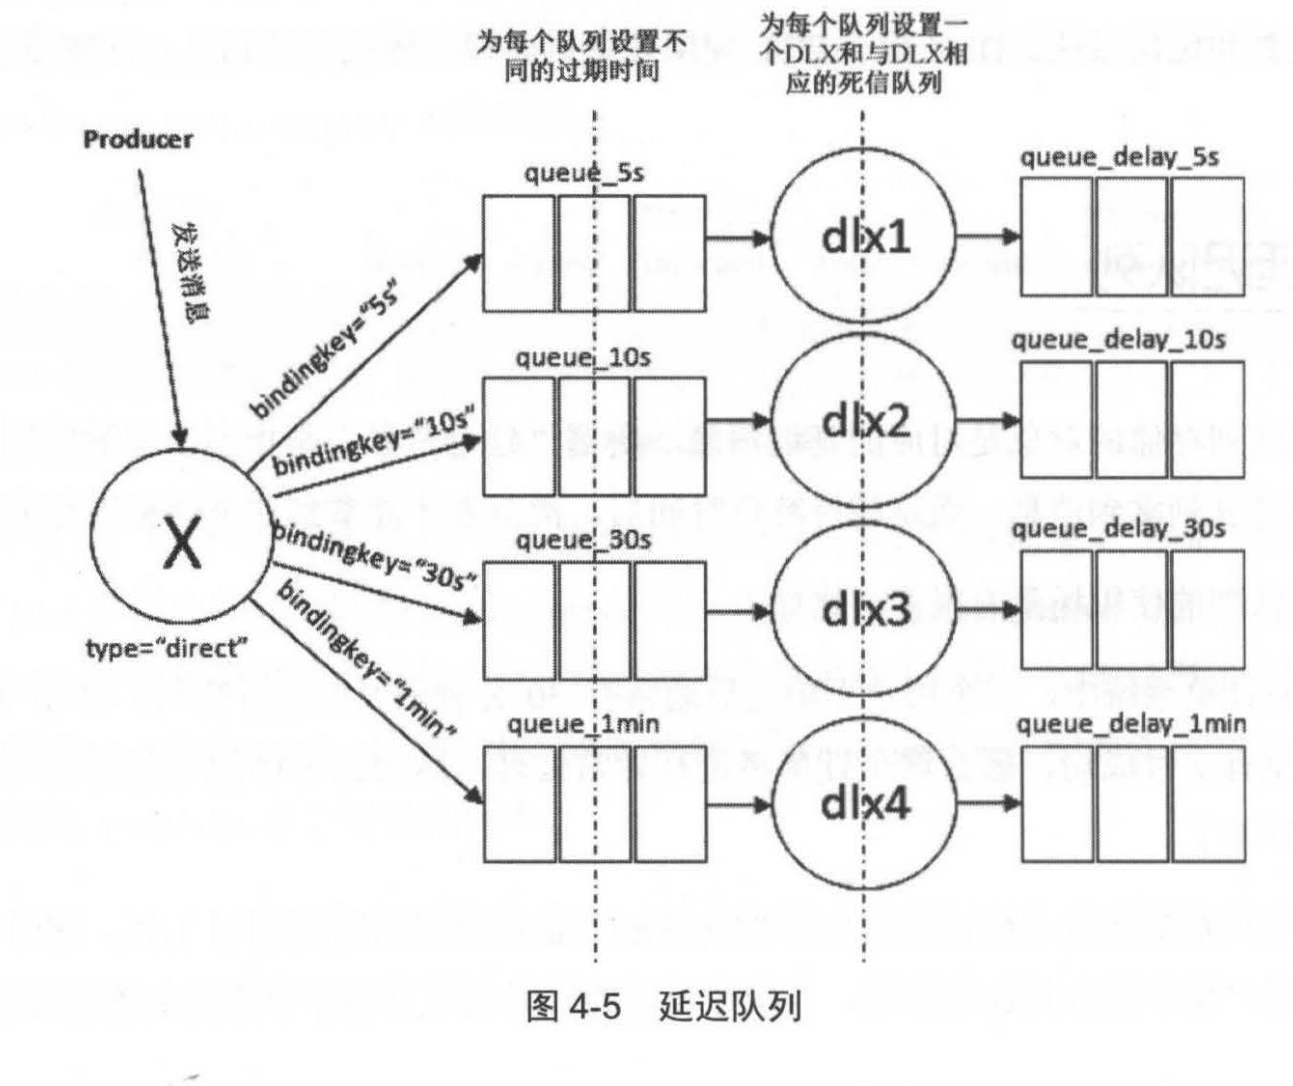 为每个队列设置不
同的过期时间
为每个队列设置一
个DLX和与DLX相
应的死信队列
Producer
发送消息
X
type="direct"
bindingkey="5s"
bindingkey="10s"
bindingkey="30s"
bindingkey="1min"
queue_5s
dlx1
queue_delay_5s
queue_10s
dlx2
queue_delay_10s
queue_30s
dlx3
queue_delay_30s
queue_1min
dlx4
queue_delay_1min
图 4-5 延迟队列